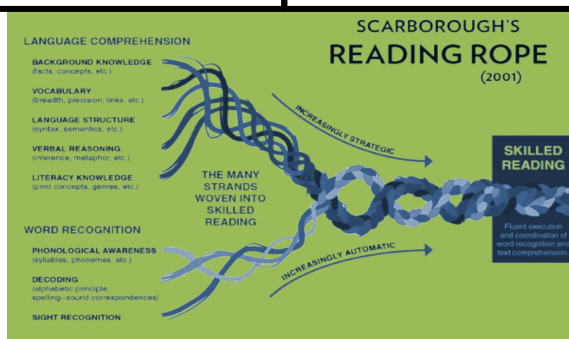 SCARBOROUGH'S
READING ROPE
(2001)
LANGUAGE COMPREHENSION
BACKGROUND KNOWLEDGE
(facts, concepts, etc.)
VOCABULARY
(breadth, precision, links, etc.)
LANGUAGE STRUCTURE
(syntax, semantics, etc.)
VERBAL REASONING
(inference, metaphor, etc.)
LITERACY KNOWLEDGE
(print concepts, genres, etc.)
WORD RECOGNITION
PHONOLOGICAL AWARENESS
(syllables, phonemes, etc.)
DECODING
(alphabetic principle,
spelling-sound correspondences)
SIGHT RECOGNITION
THE MANY
STRANDS
WOVEN INTO
SKILLED
READING
INCREASINGLY STRATEGIC
INCREASINGLY AUTOMATIC
SKILLED
READING
Fluent execution
and coordination of
word recognition and
text comprehension.